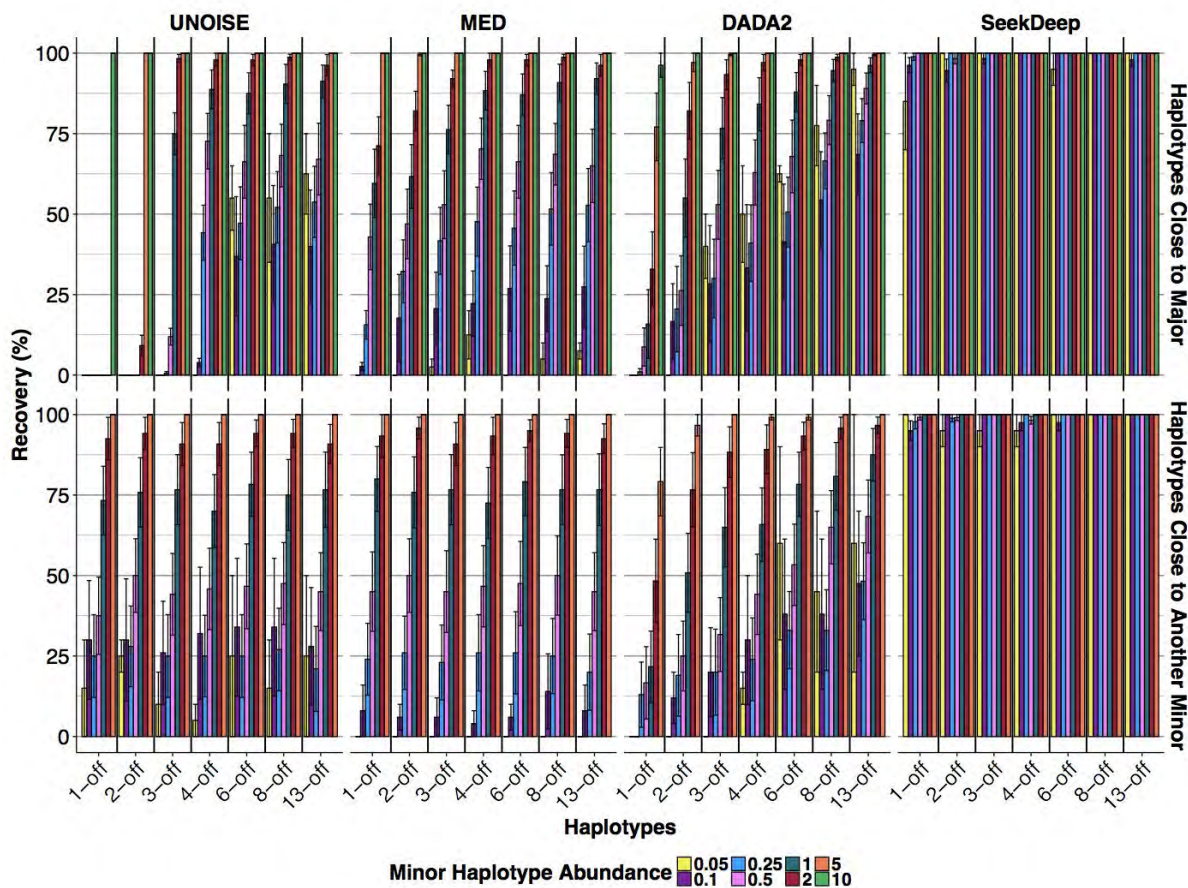 UNOISE MED DADA2 SeekDeep
100
75
50
25
0
Haplotypes Close to Major
Recovery (%)
100
75
50
25
0
Haplotypes Close to Another Minor
1-off 2-off 3-off 4-off 6-off 8-off 13-off 1-off 2-off 3-off 4-off 6-off 8-off 13-off 1-off 2-off 3-off 4-off 6-off 8-off 13-off 1-off 2-off 3-off 4-off 6-off 8-off 13-off
Haplotypes
Minor Haplotype Abundance 0.05 0.25 1 5
0.1 0.5 2 10